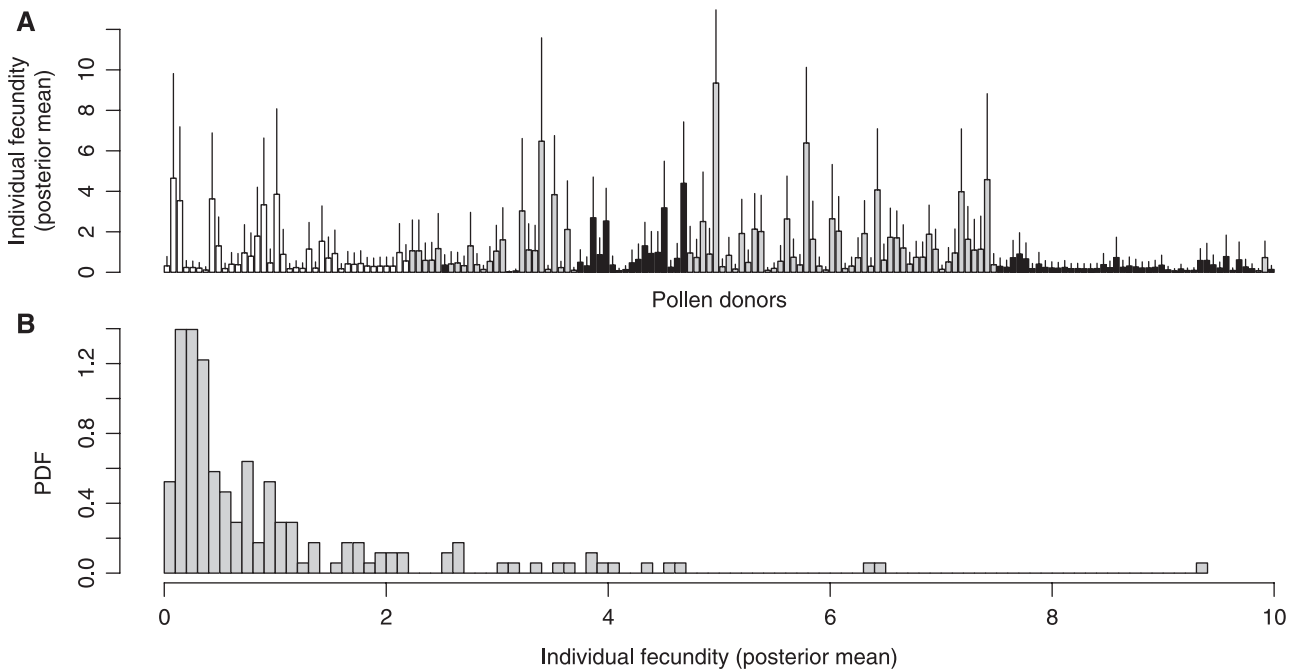 A
Individual fecundity
(posterior mean)
0 2 4 6 8 10
Pollen donors
B
PDF
0.0 0.4 0.8 1.2
0 2 4 6 8 10
Individual fecundity (posterior mean)